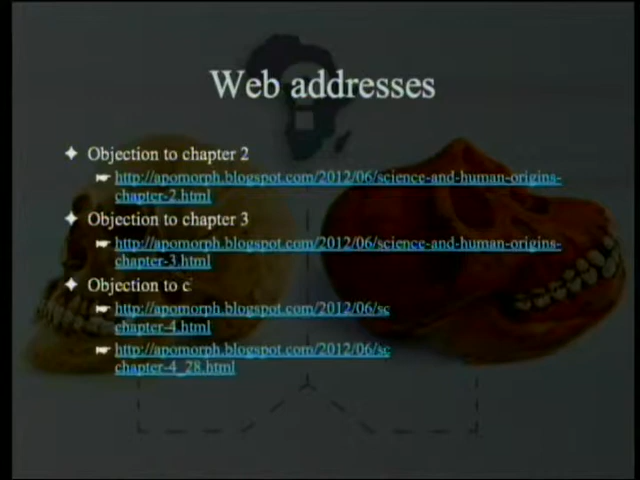 Web addresses
Objection to chapter 2
http://apomorph.blogspot.com/2012/06/science-and-human-origins-
chapter-2.html
Objection to chapter 3
http://apomorph.blogspot.com/2012/06/science-and-human-origins-
chapter-3.html
Objection to c
http://apomorph.blogspot.com/2012/06/sc
chapter-4.html
http://apomorph.blogspot.com/2012/06/sc
chapter-4_28.html